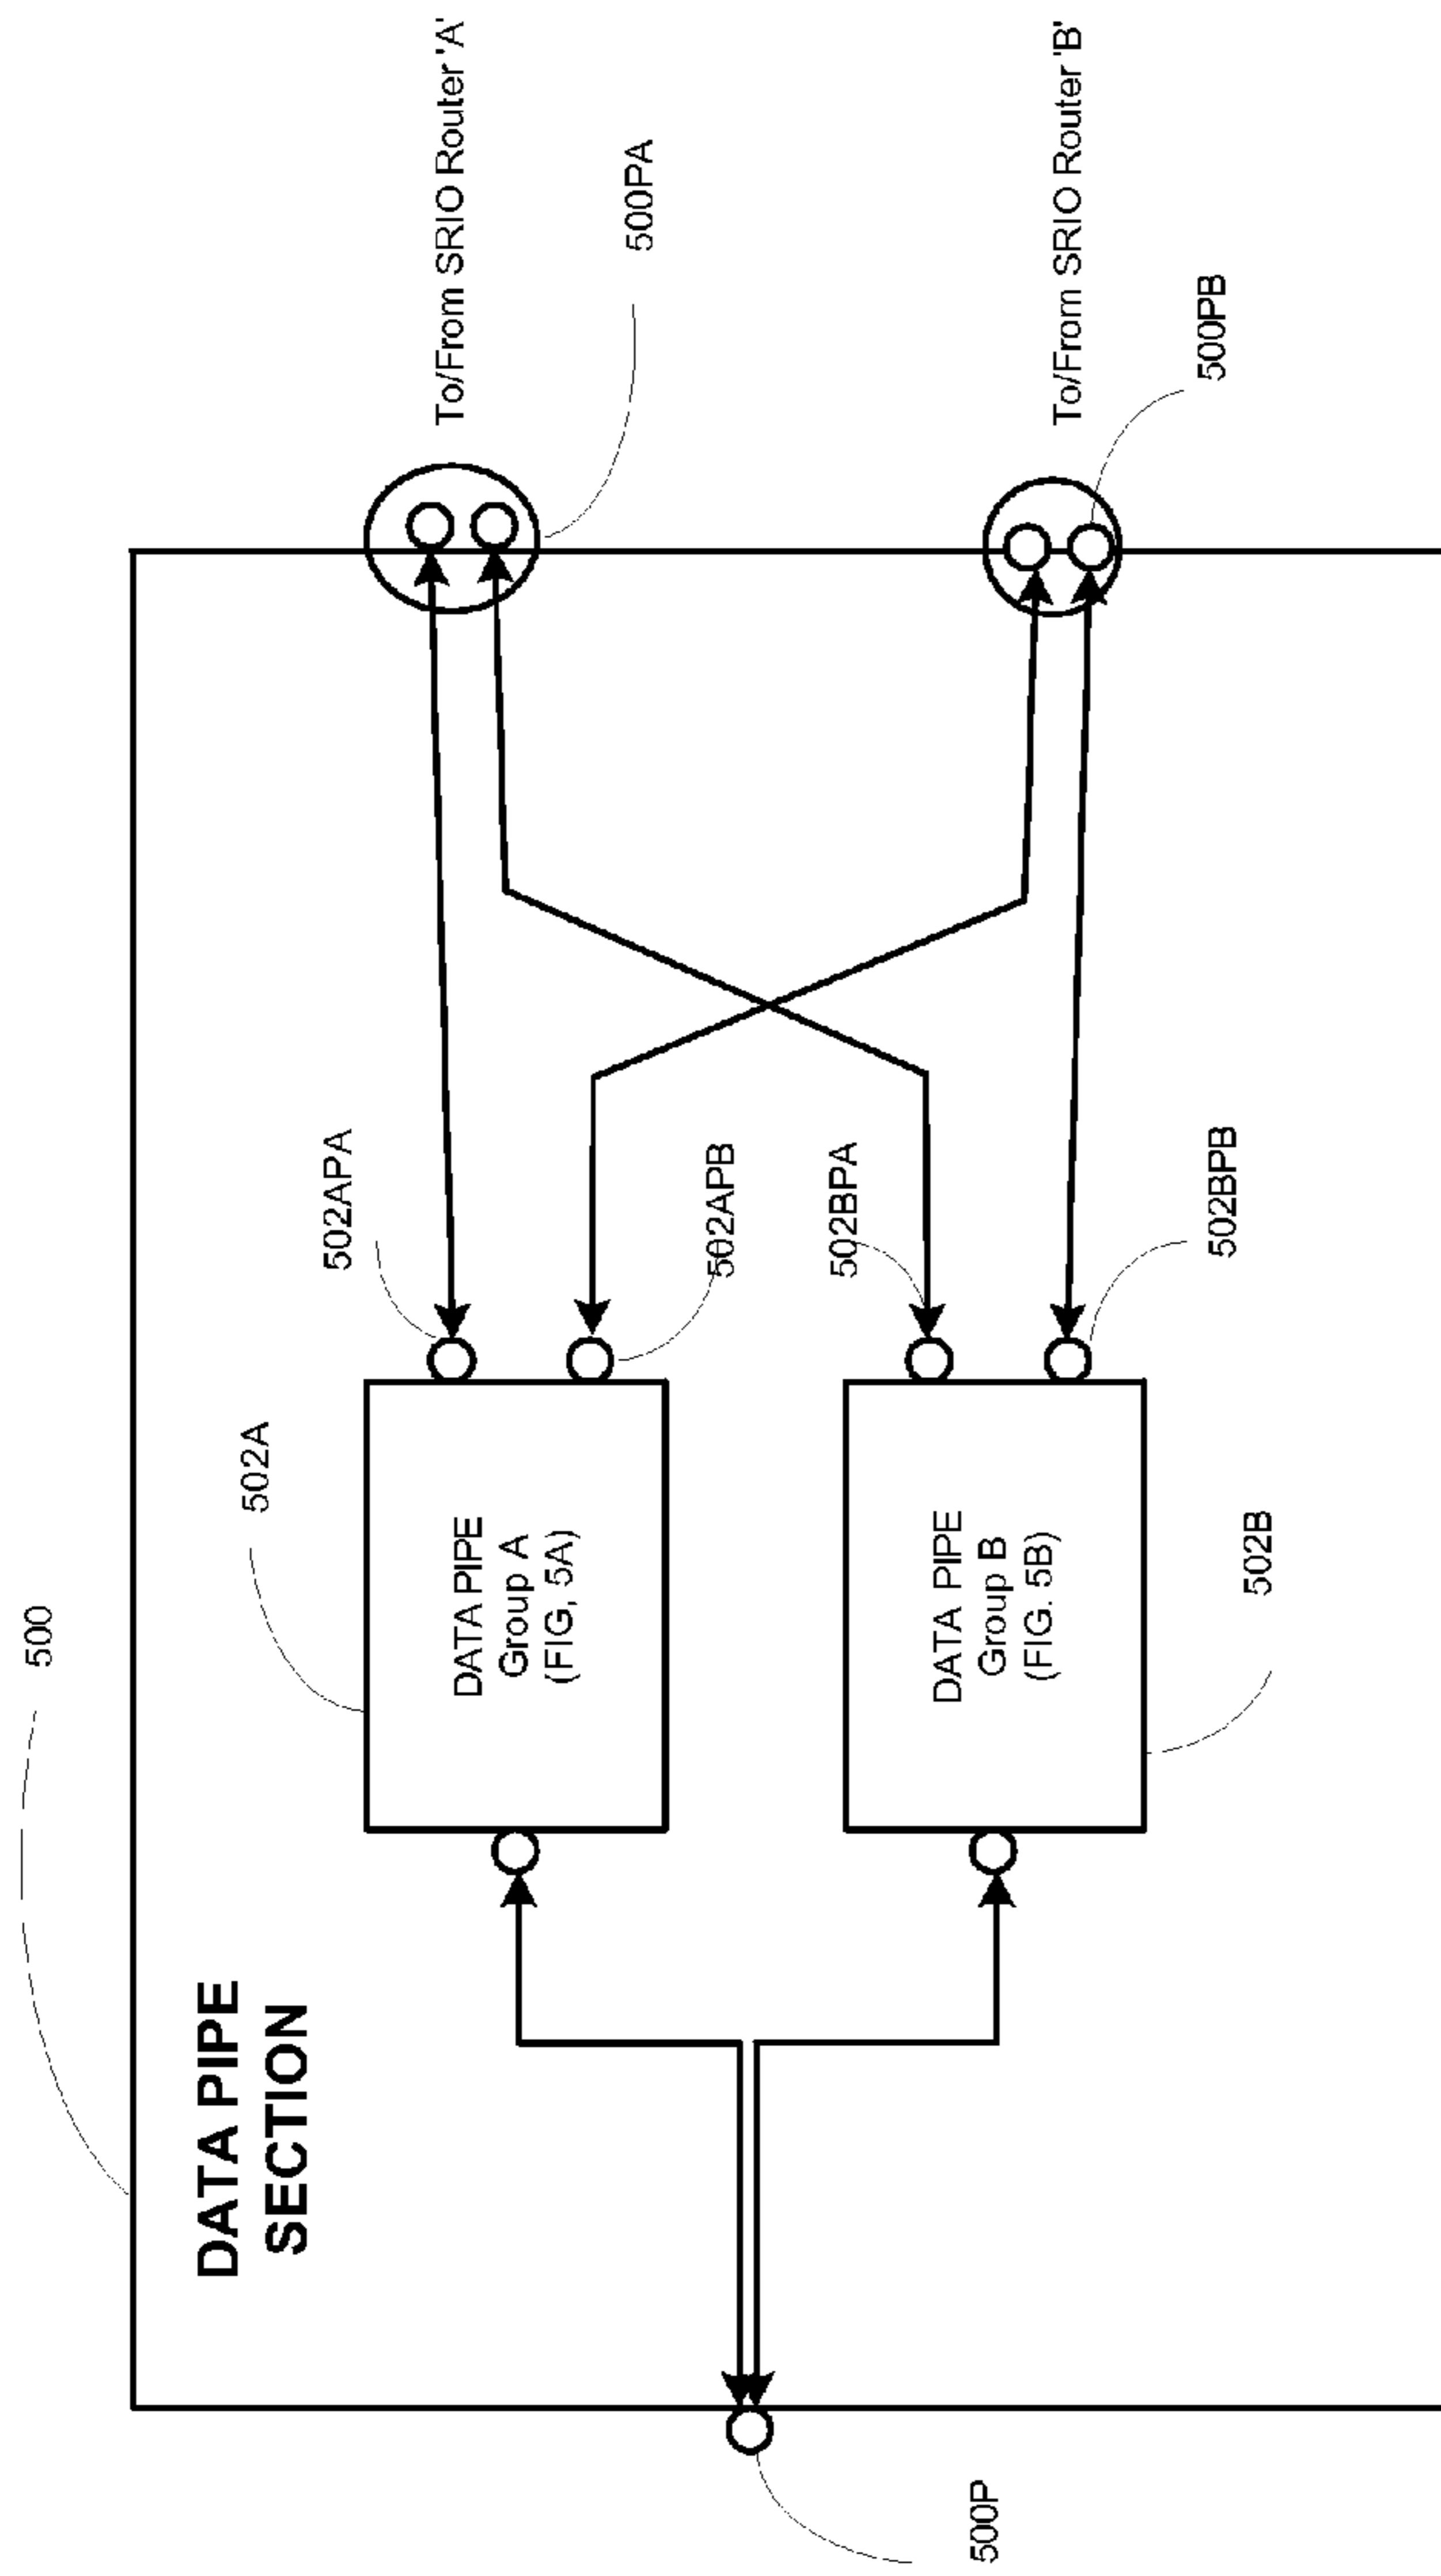 500
DATA PIPE
SECTION
502A
502APA
To/From SRIO Router 'A'
500PA
DATA PIPE
Group A
(FIG, 5A)
502APB
502BPA
DATA PIPE
Group B
(FIG. 5B)
To/From SRIO Router 'B'
500PB
502BPB
502B
500P